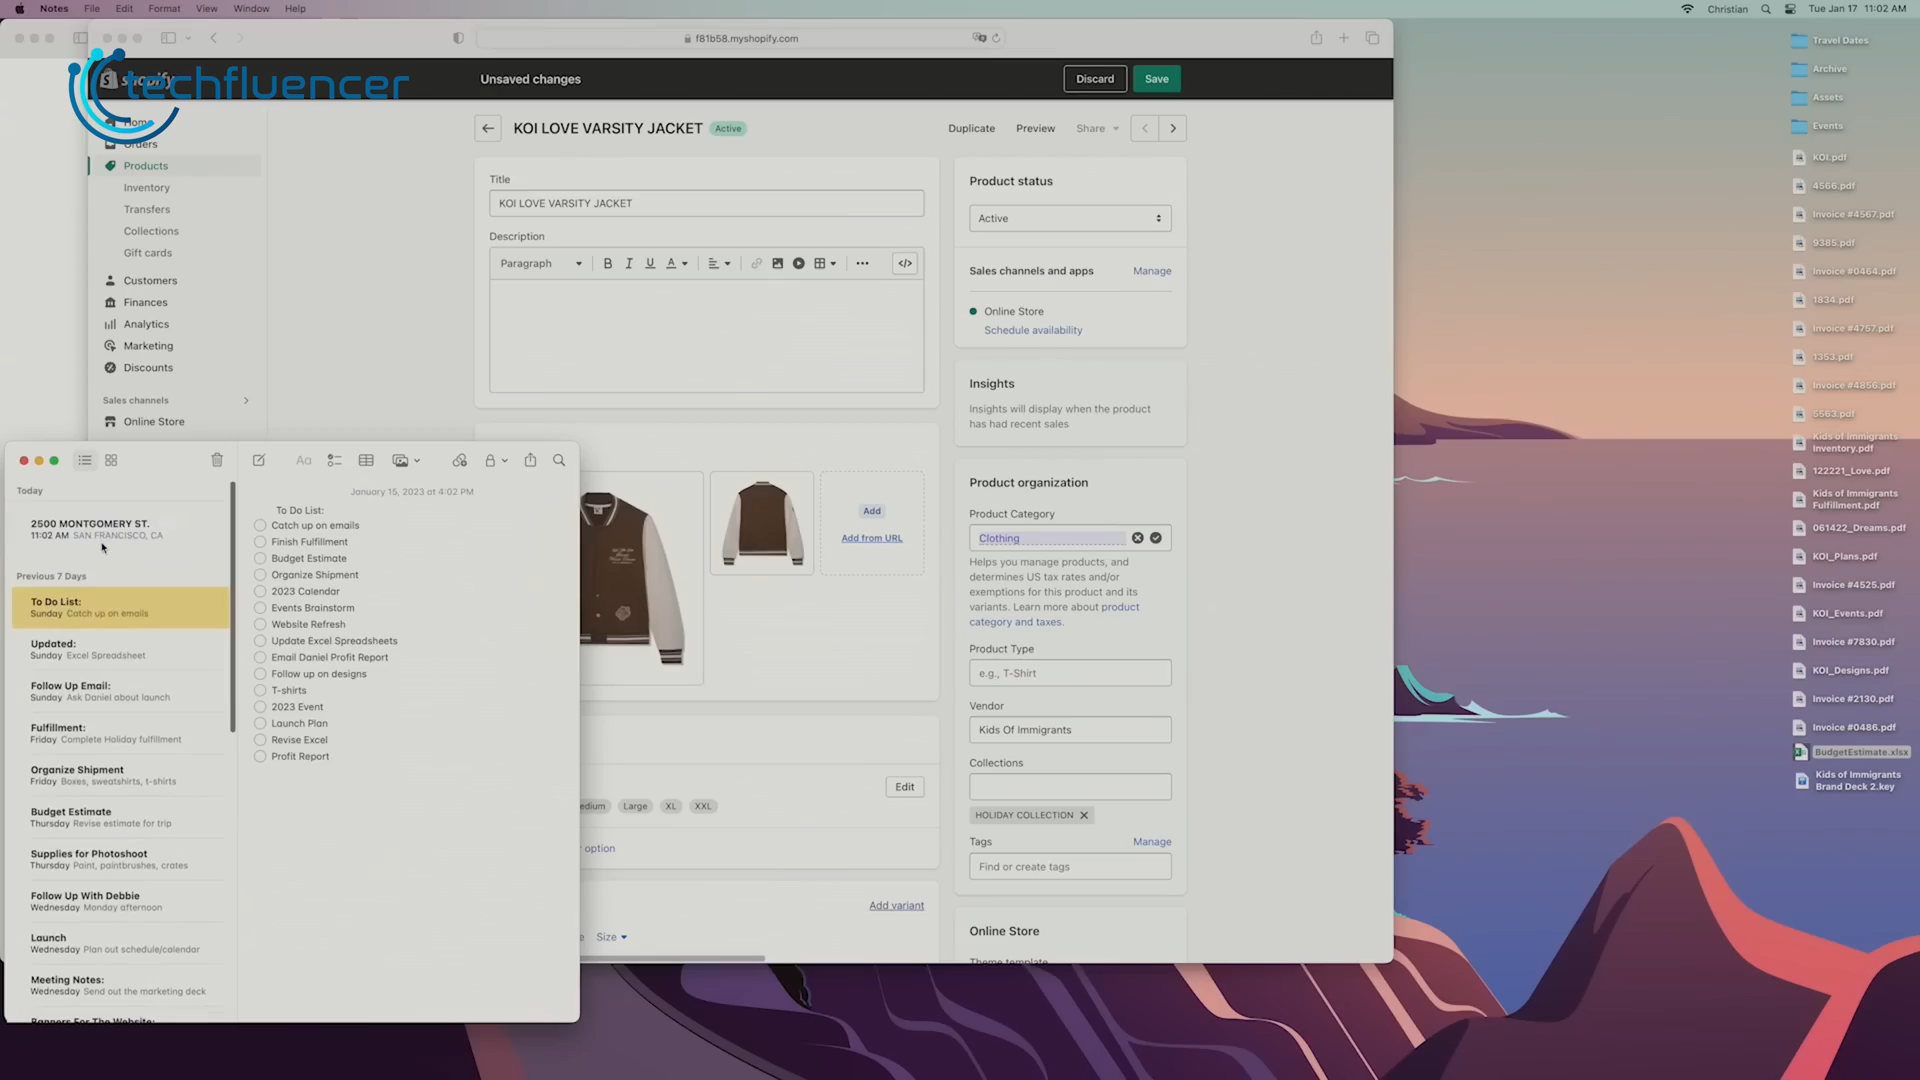 Notes File Edit Format View Window Help
Christian Tue Jan 17 11:02 AM
f81b58.myshopify.com
techfluencer
Unsaved changes
Discard
Save
Home
Orders
Products
Inventory
Transfers
Collections
Gift cards
Customers
Finances
Analytics
Marketing
Discounts
Sales channels
Online Store
KOI LOVE VARSITY JACKET Active
Duplicate Preview Share
Title
KOI LOVE VARSITY JACKET
Description
Paragraph
B I U A
Add
Add from URL
Edit
Large XL XXL
option
Add variant
Size
Product status
Active
Sales channels and apps Manage
Online Store
Schedule availability
Insights
Insights will display when the product
has had recent sales
Product organization
Product Category
Clothing
Helps you manage products, and
determines US tax rates and/or
exemptions for this product and its
variants. Learn more about product
category and taxes.
Product Type
e.g., T-Shirt
Vendor
Kids Of Immigrants
Collections
HOLIDAY COLLECTION
Tags Manage
Find or create tags
Online Store
Theme template
Aa
Today
2500 MONTGOMERY ST.
11:02 AM SAN FRANCISCO, CA
Previous 7 Days
To Do List:
Sunday Catch up on emails
Updated:
Sunday Excel Spreadsheet
Follow Up Email:
Sunday Ask Daniel about launch
Fulfillment:
Friday Complete Holiday fulfillment
Organize Shipment
Friday Boxes, sweatshirts, t-shirts
Budget Estimate
Thursday Revise estimate for trip
Supplies for Photoshoot
Thursday Paint, paintbrushes, crates
Follow Up With Debbie
Wednesday Monday afternoon
Launch
Wednesday Plan out schedule/calendar
Meeting Notes:
Wednesday Send out the marketing deck
Banners For The Website:
January 15, 2023 at 4:02 PM
To Do List:
Catch up on emails
Finish Fulfillment
Budget Estimate
Organize Shipment
2023 Calendar
Events Brainstorm
Website Refresh
Update Excel Spreadsheets
Email Daniel Profit Report
Follow up on designs
T-shirts
2023 Event
Launch Plan
Revise Excel
Profit Report
Travel Dates
Archive
Assets
Events
KOI.pdf
4566.pdf
Invoice #4567.pdf
9385.pdf
Invoice #0464.pdf
1834.pdf
Invoice #4757.pdf
1353.pdf
Invoice #4856.pdf
5563.pdf
Kids of Immigrants
Inventory.pdf
122221_Love.pdf
Kids of Immigrants
Fulfillment.pdf
061422_Dreams.pdf
KOI_Plans.pdf
Invoice #4525.pdf
KOI_Events.pdf
Invoice #7830.pdf
KOI_Designs.pdf
Invoice #2130.pdf
Invoice #0486.pdf
BudgetEstimate.xlsx
Kids of Immigrants
Brand Deck 2.key